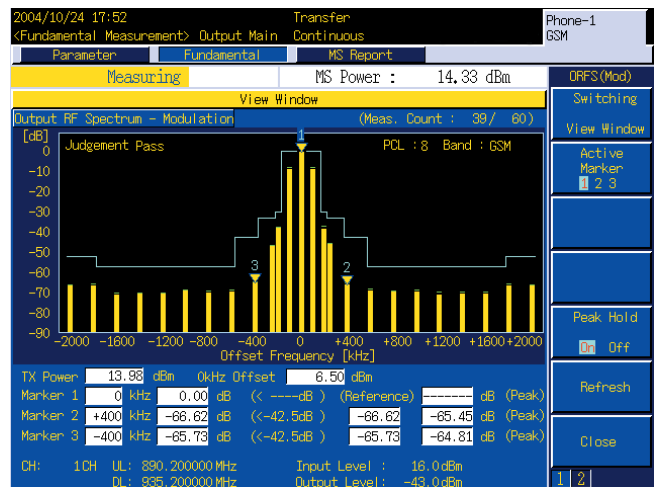 2004/10/24 17:52 Transfer Phone-1
<Fundamental Measurement> Output Main Continuous GSM
Parameter Fundamental MS Report
Measuring MS Power : 14.33 dBm ORFS(Mod)
View Window Switching
View Window
Output RF Spectrum - Modulation (Meas. Count : 39/ 60)
[dB] 1
0 Judgement Pass PCL :8 Band : GSM Active
Marker
1 2 3
-10
-20
-30
-40
-50
-60 3 2
-70
-80 Peak Hold
-90 On Off
-2000 -1600 -1200 -800 -400 0 +400 +800 +1200 +1600 +2000
Offset Frequency [kHz]
TX Power 13.98 dBm 0kHz Offset 6.50 dBm
Refresh
Marker 1 0 kHz 0.00 dB (< ----dB ) (Reference) ------- dB (Peak)
Marker 2 +400 kHz -66.62 dB (<-42.5dB ) -66.62 -65.45 dB (Peak)
Marker 3 -400 kHz -65.73 dB (<-42.5dB ) -65.73 -64.81 dB (Peak)
Close
CH: 1CH UL: 890.200000MHz Input Level : 16.0dBm
DL: 935.200000MHz Output Level: -43.0dBm 1 2